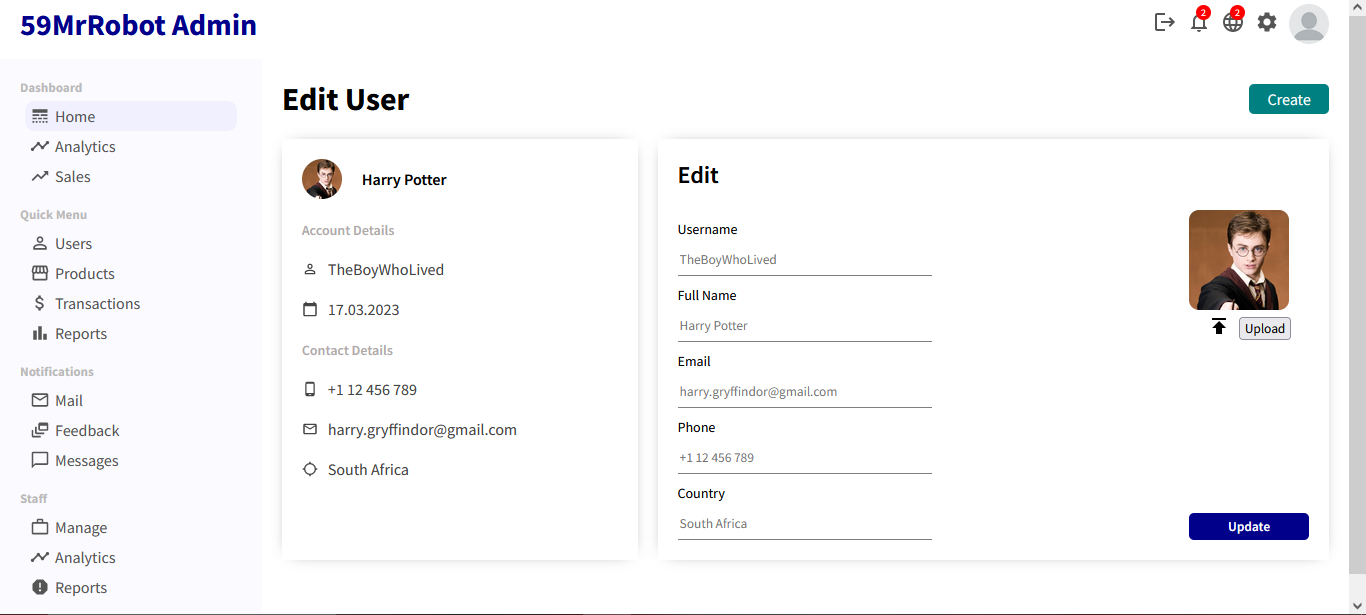 59MrRobot Admin
2
2
Dashboard
Home
Analytics
Sales
Quick Menu
Users
Products
Transactions
Reports
Notifications
Mail
Feedback
Messages
Staff
Manage
Analytics
Reports
Edit User
Create
Harry Potter
Account Details
TheBoyWhoLived
17.03.2023
Contact Details
+1 12 456 789
harry.gryffindor@gmail.com
South Africa
Edit
Username
TheBoyWhoLived
Full Name
Harry Potter
Email
harry.gryffindor@gmail.com
Phone
+1 12 456 789
Country
South Africa
Upload
Update